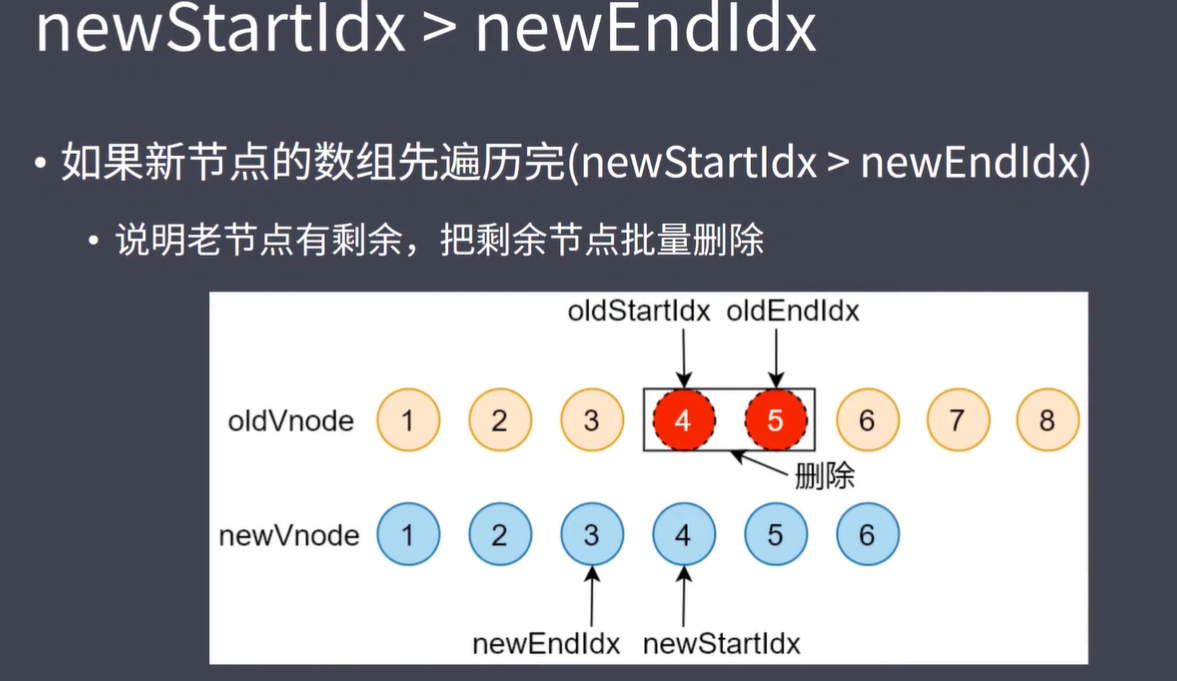 newStartIdx > newEndIdx
• 如果新节点的数组先遍历完(newStartIdx > newEndIdx)
• 说明老节点有剩余，把剩余节点批量删除
oldStartIdx oldEndIdx
oldVnode 1 2 3 4 5 6 7 8
删除
newVnode 1 2 3 4 5 6
newEndIdx newStartIdx